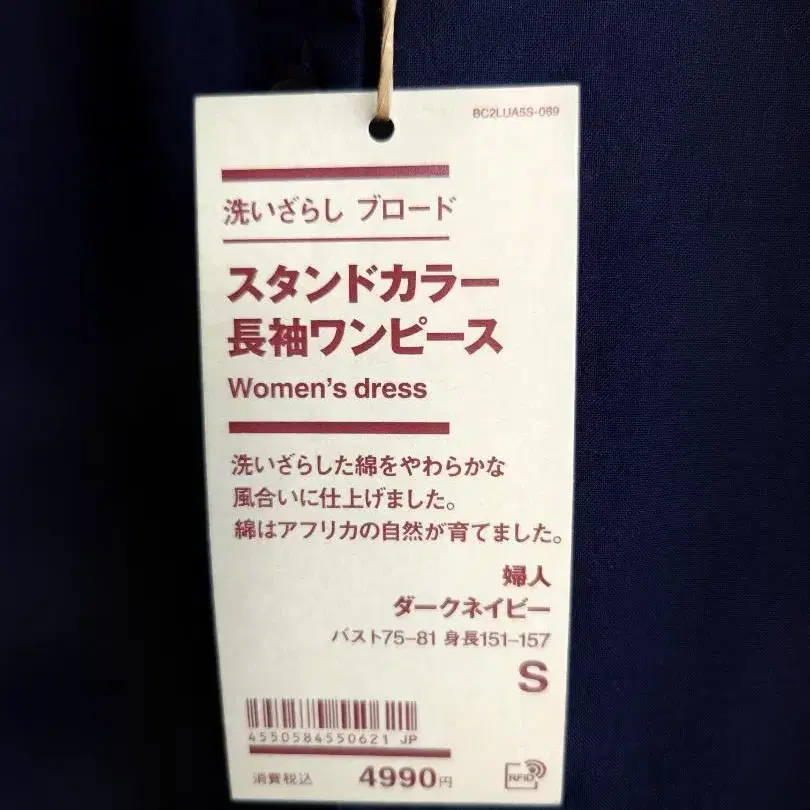 BC2LUA5S-069
洗いざらし ブロード
スタンドカラー
長袖ワンピース
Women's dress
洗いざらした綿をやわらかな
風合いに仕上げました。
綿はアフリカの自然が育てました。
婦人
ダークネイビー
バスト75–81 身長151–157
S
4550584550621 JP
消費税込 4990円
RFID